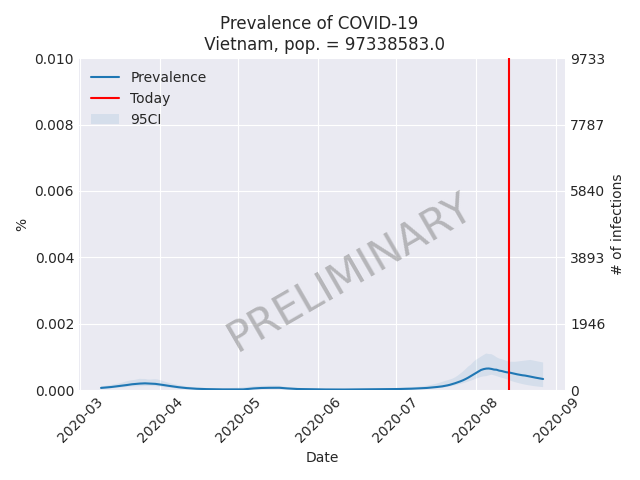 Prevalence of COVID-19
Vietnam, pop. = 97338583.0
Prevalence
Today
95CI
0.010
0.008
0.006
0.004
0.002
0.000
%
9733
7787
5840
3893
1946
0
# of infections
PRELIMINARY
2020-03
2020-04
2020-05
2020-06
2020-07
2020-08
2020-09
Date